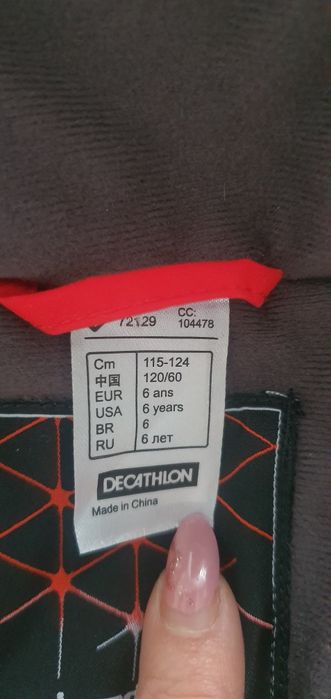 72129
CC:
104478
Cm 115-124
中国 120/60
EUR 6 ans
USA 6 years
BR 6
RU 6 лет
DECATHLON
Made in China